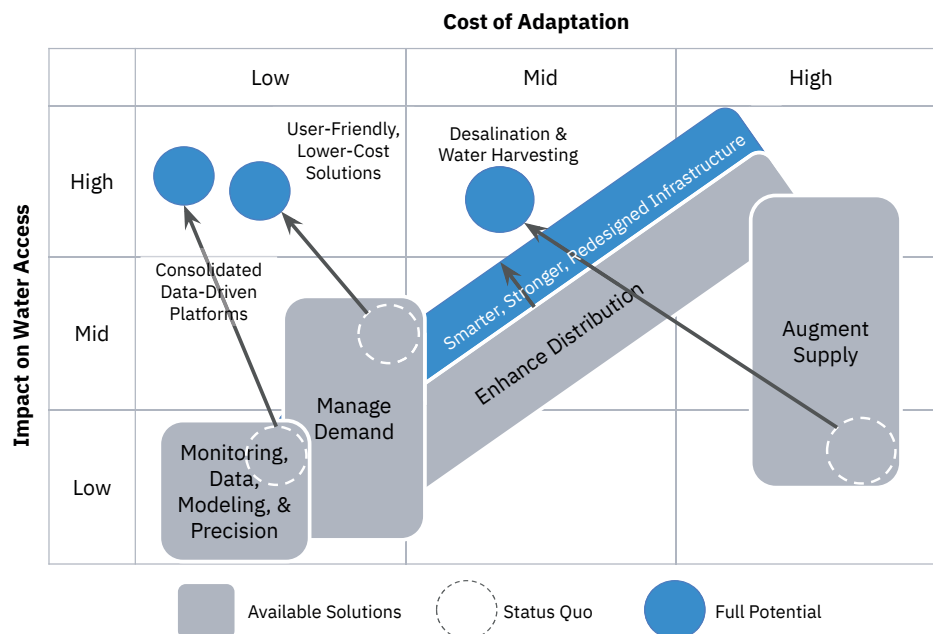 Cost of Adaptation
Low
Mid
High
Impact on Water Access
High
Mid
Low
User-Friendly,
Lower-Cost
Solutions
Desalination &
Water Harvesting
Consolidated
Data-Driven
Platforms
Smarter, Stronger, Redesigned Infrastructure
Enhance Distribution
Augment
Supply
Manage
Demand
Monitoring,
Data,
Modeling, &
Precision
Available Solutions
Status Quo
Full Potential